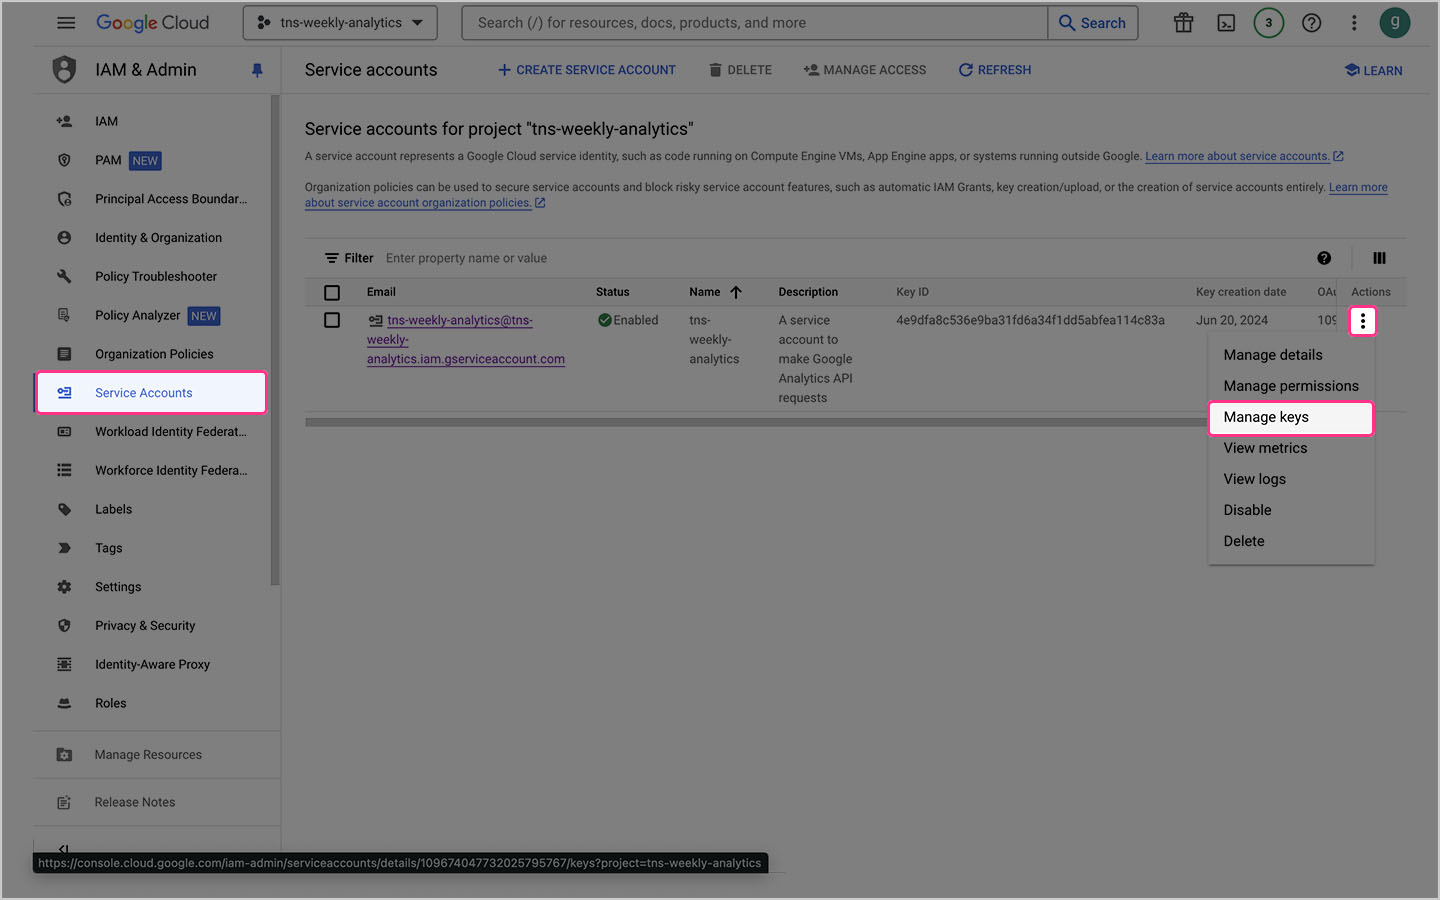 Google Cloud
tns-weekly-analytics
Search (/) for resources, docs, products, and more
Search
3
g
IAM & Admin
Service accounts
CREATE SERVICE ACCOUNT
DELETE
MANAGE ACCESS
REFRESH
LEARN
IAM
PAM NEW
Principal Access Boundar...
Identity & Organization
Policy Troubleshooter
Policy Analyzer NEW
Organization Policies
Service Accounts
Workload Identity Federat...
Workforce Identity Federa...
Labels
Tags
Settings
Privacy & Security
Identity-Aware Proxy
Roles
Manage Resources
Release Notes
Service accounts for project "tns-weekly-analytics"
A service account represents a Google Cloud service identity, such as code running on Compute Engine VMs, App Engine apps, or systems running outside Google. Learn more about service accounts.
Organization policies can be used to secure service accounts and block risky service account features, such as automatic IAM Grants, key creation/upload, or the creation of service accounts entirely. Learn more
about service account organization policies.
Filter Enter property name or value
Email Status Name Description Key ID Key creation date OAu Actions
tns-weekly-analytics@tns-
weekly-
analytics.iam.gserviceaccount.com
Enabled
tns-
weekly-
analytics
A service
account to
make Google
Analytics API
requests
4e9dfa8c536e9ba31fd6a34f1dd5abfea114c83a
Jun 20, 2024
109
Manage details
Manage permissions
Manage keys
View metrics
View logs
Disable
Delete
https://console.cloud.google.com/iam-admin/serviceaccounts/details/109674047732025795767/keys?project=tns-weekly-analytics